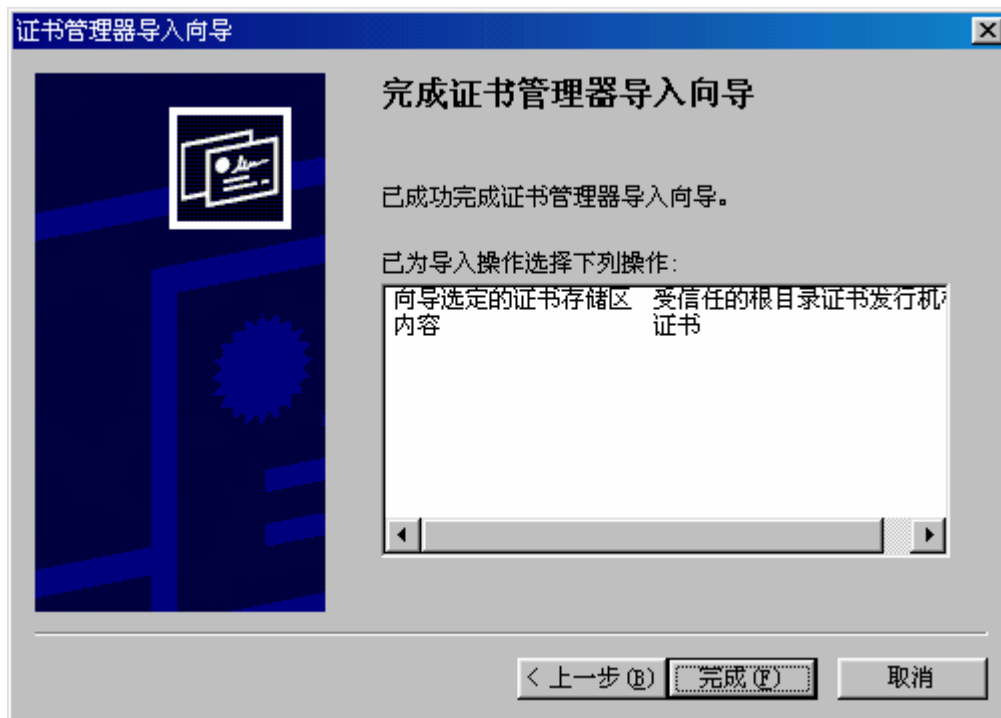 证书管理器导入向导
完成证书管理器导入向导
已成功完成证书管理器导入向导。
已为导入操作选择下列操作:
向导选定的证书存储区 受信任的根目录证书发行机
内容 证书
< 上一步(B) 完成(F) 取消